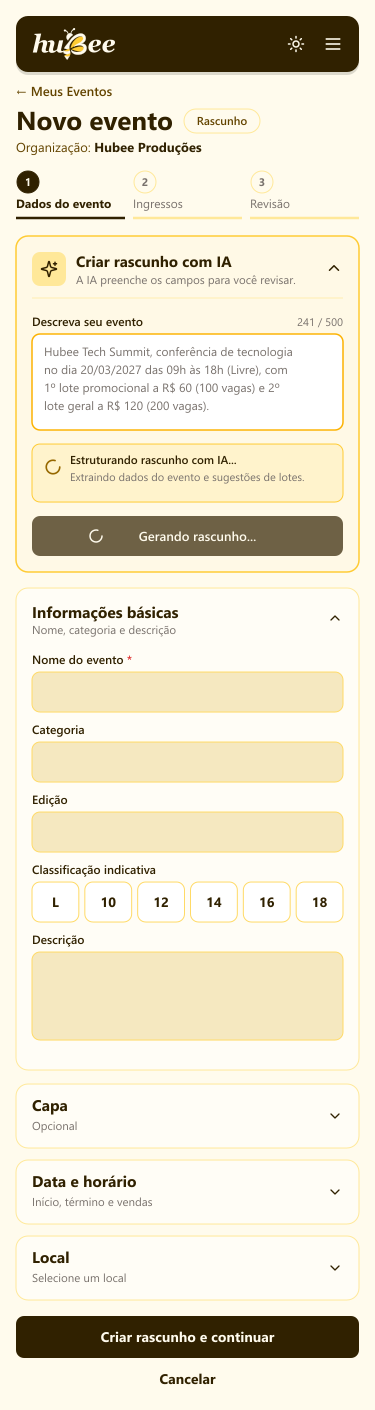 huBee
← Meus Eventos
Novo evento
Rascunho
Organização: Hubee Produções
1
2
3
Dados do evento
Ingressos
Revisão
Criar rascunho com IA
A IA preenche os campos para você revisar.
Descreva seu evento
241 / 500
Hubee Tech Summit, conferência de tecnologia
no dia 20/03/2027 das 09h às 18h (Livre), com
1º lote promocional a R$ 60 (100 vagas) e 2º
lote geral a R$ 120 (200 vagas).
Estruturando rascunho com IA...
Extraindo dados do evento e sugestões de lotes.
Gerando rascunho...
Informações básicas
Nome, categoria e descrição
Nome do evento *
Categoria
Edição
Classificação indicativa
L
10
12
14
16
18
Descrição
Capa
Opcional
Data e horário
Início, término e vendas
Local
Selecione um local
Criar rascunho e continuar
Cancelar